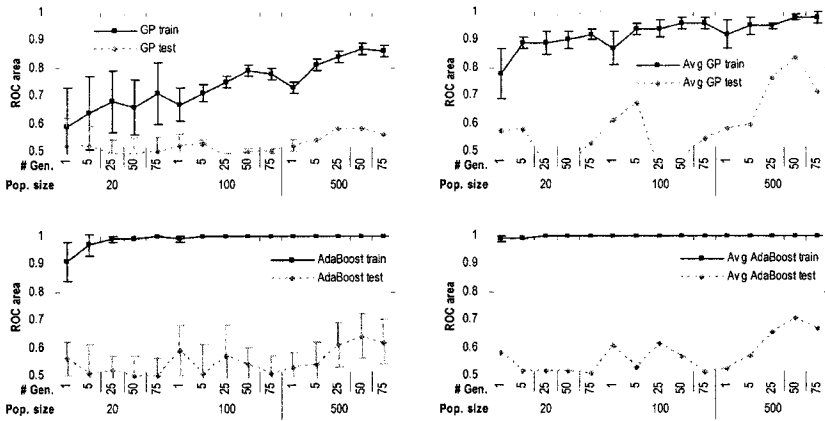 1
0.9
0.8
0.7
0.6
0.5
ROC area
GP train
GP test
# Gen.
1 5 25 50 75 1 5 25 50 75 1 5 25 50 75
Pop. size
20 100 500
1
0.9
0.8
0.7
0.6
0.5
ROC area
Avg GP train
Avg GP test
# Gen.
1 5 25 50 75 1 5 25 50 75 1 5 25 50 75
Pop. size
20 100 500
1
0.9
0.8
0.7
0.6
0.5
ROC area
AdaBoost train
AdaBoost test
# Gen.
1 5 25 50 75 1 5 25 50 75 1 5 25 50 75
Pop. size
20 100 500
1
0.9
0.8
0.7
0.6
0.5
ROC area
Avg AdaBoost train
Avg AdaBoost test
# Gen.
1 5 25 50 75 1 5 25 50 75 1 5 25 50 75
Pop. size
20 100 500